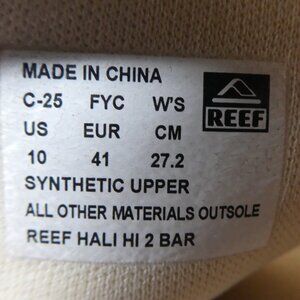 MADE IN CHINA
C-25 FYC W'S
US EUR CM
10 41 27.2
SYNTHETIC UPPER
ALL OTHER MATERIALS OUTSOLE
REEF HALI HI 2 BAR
REEF